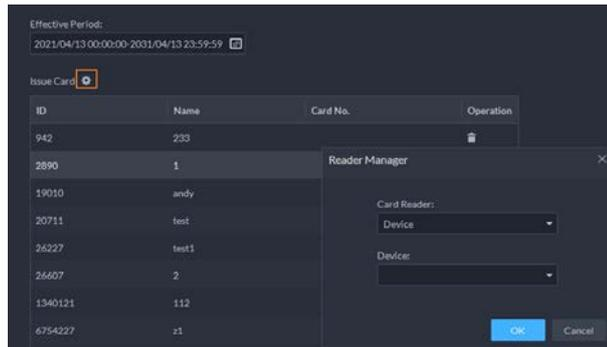 Effective Period:
2021/04/13 00:00:00-2031/04/13 23:59:59
Issue Card
ID Name Card No. Operation
942 233
2890 1
Reader Manager
19010 andy
Card Reader:
20711 test
Device
26227 test1
Device:
26607 2
1340121 112
6754227 z1
OK Cancel